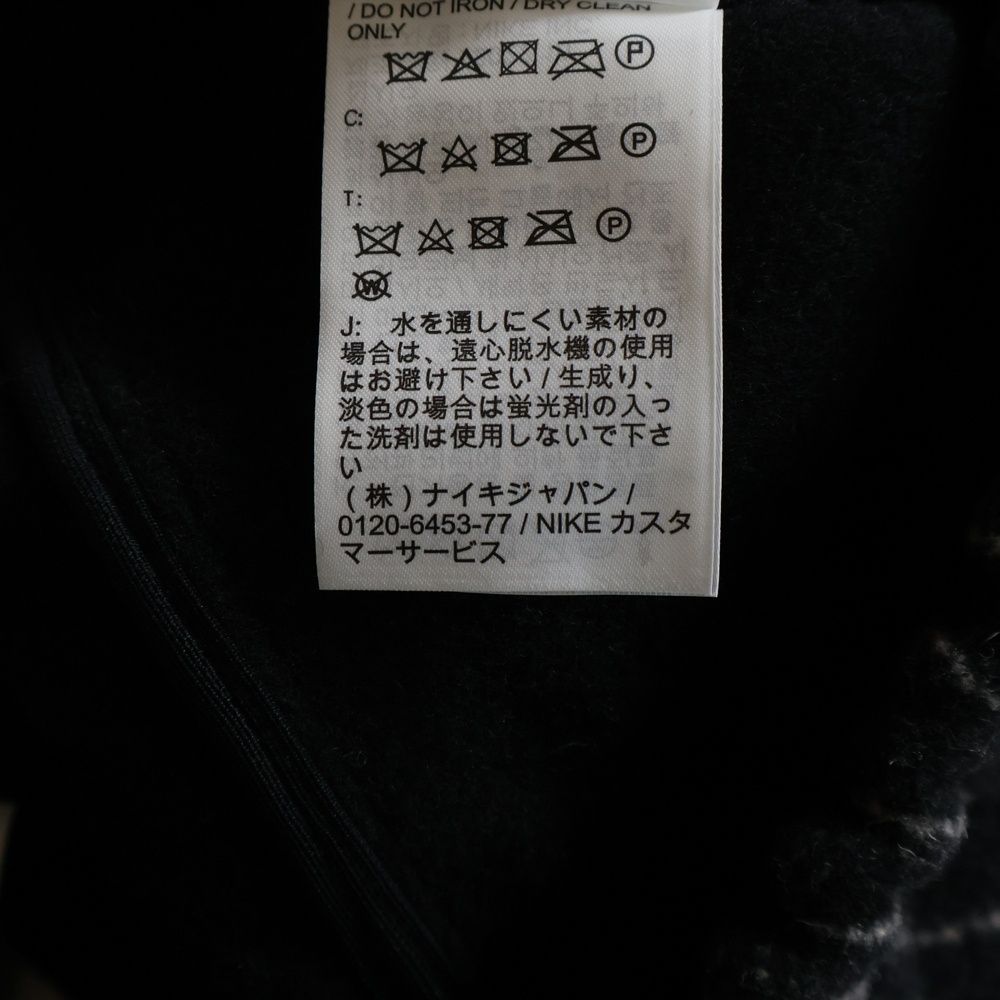 / DO NOT IRON / DRY CLEAN
ONLY
P
C:
P
T:
P
W
J: 水を通しにくい素材の
場合は、遠心脱水機の使用
はお避け下さい / 生成り、
淡色の場合は蛍光剤の入っ
た洗剤は使用しないで下さ
い
(株)ナイキジャパン /
0120-6453-77 / NIKE カスタ
マーサービス